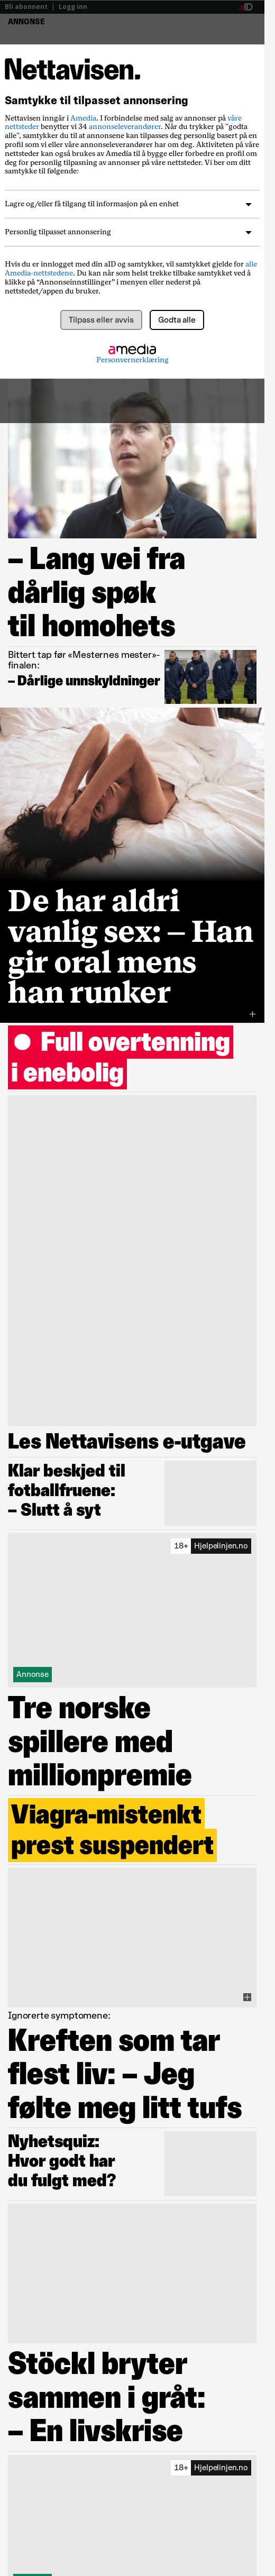 Bli abonnent | Logg inn
aID
ANNONSE
Nettavisen.
Samtykke til tilpasset annonsering
Nettavisen inngår i Amedia. I forbindelse med salg av annonser på våre
nettsteder benytter vi 34 annonseleverandører. Når du trykker på "godta
alle", samtykker du til at annonsene kan tilpasses deg personlig basert på en
profil som vi eller våre annonseleverandører har om deg. Aktiviteten på våre
nettsteder kan også brukes av Amedia til å bygge eller forbedre en profil om
deg for personlig tilpasning av annonser på våre nettsteder. Vi ber om ditt
samtykke til følgende:
Lagre og/eller få tilgang til informasjon på en enhet
Personlig tilpasset annonsering
Hvis du er innlogget med din aID og samtykker, vil samtykket gjelde for alle
Amedia-nettstedene. Du kan når som helst trekke tilbake samtykket ved å
klikke på “Annonseinnstillinger” i menyen eller nederst på
nettstedet/appen du bruker.
Tilpass eller avvis
Godta alle
amedia
Personvernerklæring
– Lang vei fra
dårlig spøk
til homohets
Bittert tap før «Mesternes mester»-
finalen:
– Dårlige unnskyldninger
De har aldri
vanlig sex: – Han
gir oral mens
han runker
Full overtenning
i enebolig
Les Nettavisens e-utgave
Klar beskjed til
fotballfruene:
– Slutt å syt
18+ Hjelpelinjen.no
Annonse
Tre norske
spillere med
millionpremie
Viagra-mistenkt
prest suspendert
Ignorerte symptomene:
Kreften som tar
flest liv: – Jeg
følte meg litt tufs
Nyhetsquiz:
Hvor godt har
du fulgt med?
Stöckl bryter
sammen i gråt:
– En livskrise
18+ Hjelpelinjen.no